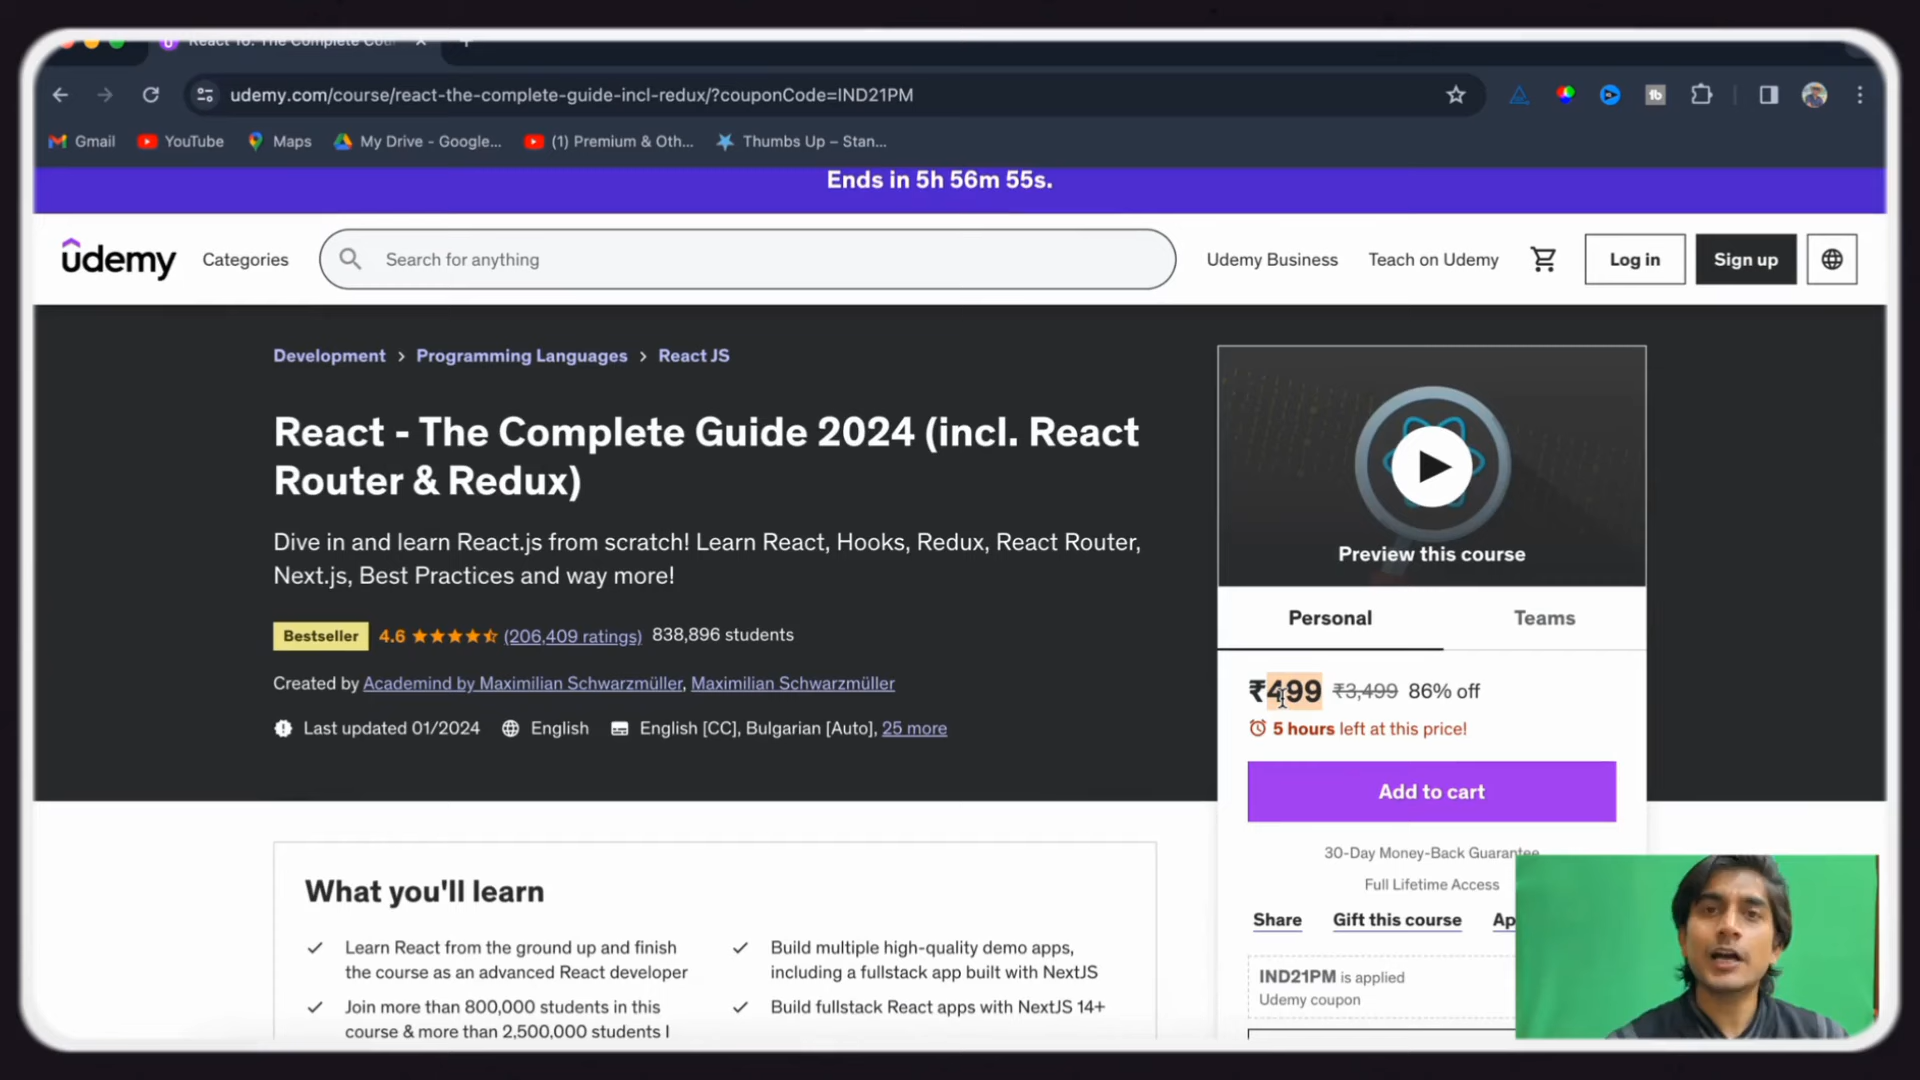 React 18: The Complete Cou
udemy.com/course/react-the-complete-guide-incl-redux/?couponCode=IND21PM
Gmail
YouTube
Maps
My Drive - Google...
(1) Premium & Oth...
Thumbs Up – Stan...
Ends in 5h 56m 55s.
udemy
Categories
Search for anything
Udemy Business
Teach on Udemy
Log in
Sign up
Development > Programming Languages > React JS
React - The Complete Guide 2024 (incl. React
Router & Redux)
Dive in and learn React.js from scratch! Learn React, Hooks, Redux, React Router,
Next.js, Best Practices and way more!
Bestseller 4.6 (206,409 ratings) 838,896 students
Created by Academind by Maximilian Schwarzmüller, Maximilian Schwarzmüller
Last updated 01/2024 English English [CC], Bulgarian [Auto], 25 more
Preview this course
Personal
Teams
₹499 ₹3,499 86% off
5 hours left at this price!
Add to cart
30-Day Money-Back Guarantee
Full Lifetime Access
Share
Gift this course
Ap
IND21PM is applied
Udemy coupon
What you'll learn
Learn React from the ground up and finish
the course as an advanced React developer
Join more than 800,000 students in this
course & more than 2,500,000 students I
Build multiple high-quality demo apps,
including a fullstack app built with NextJS
Build fullstack React apps with NextJS 14+